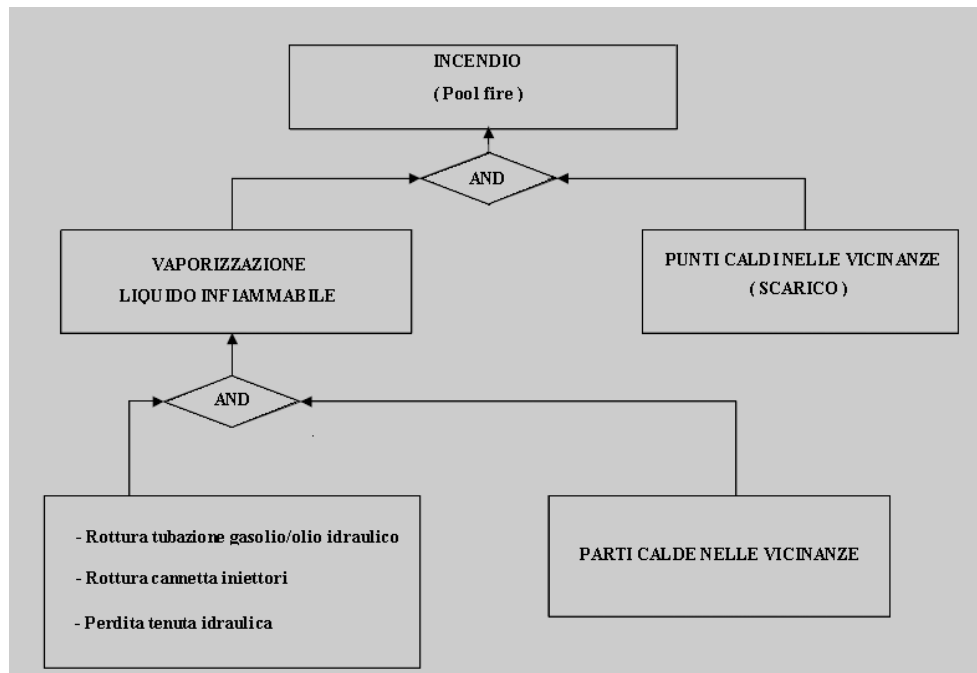 INCENDIO
( Pool fire )
AND
VAPORIZZAZIONE
LIQUIDO INFIAMMABILE
PUNTI CALDI NELLE VICINANZE
( SCARICO )
AND
- Rottura tubazione gasolio/olio idraulico
- Rottura cannetta iniettori
- Perdita tenuta idraulica
PARTI CALDE NELLE VICINANZE